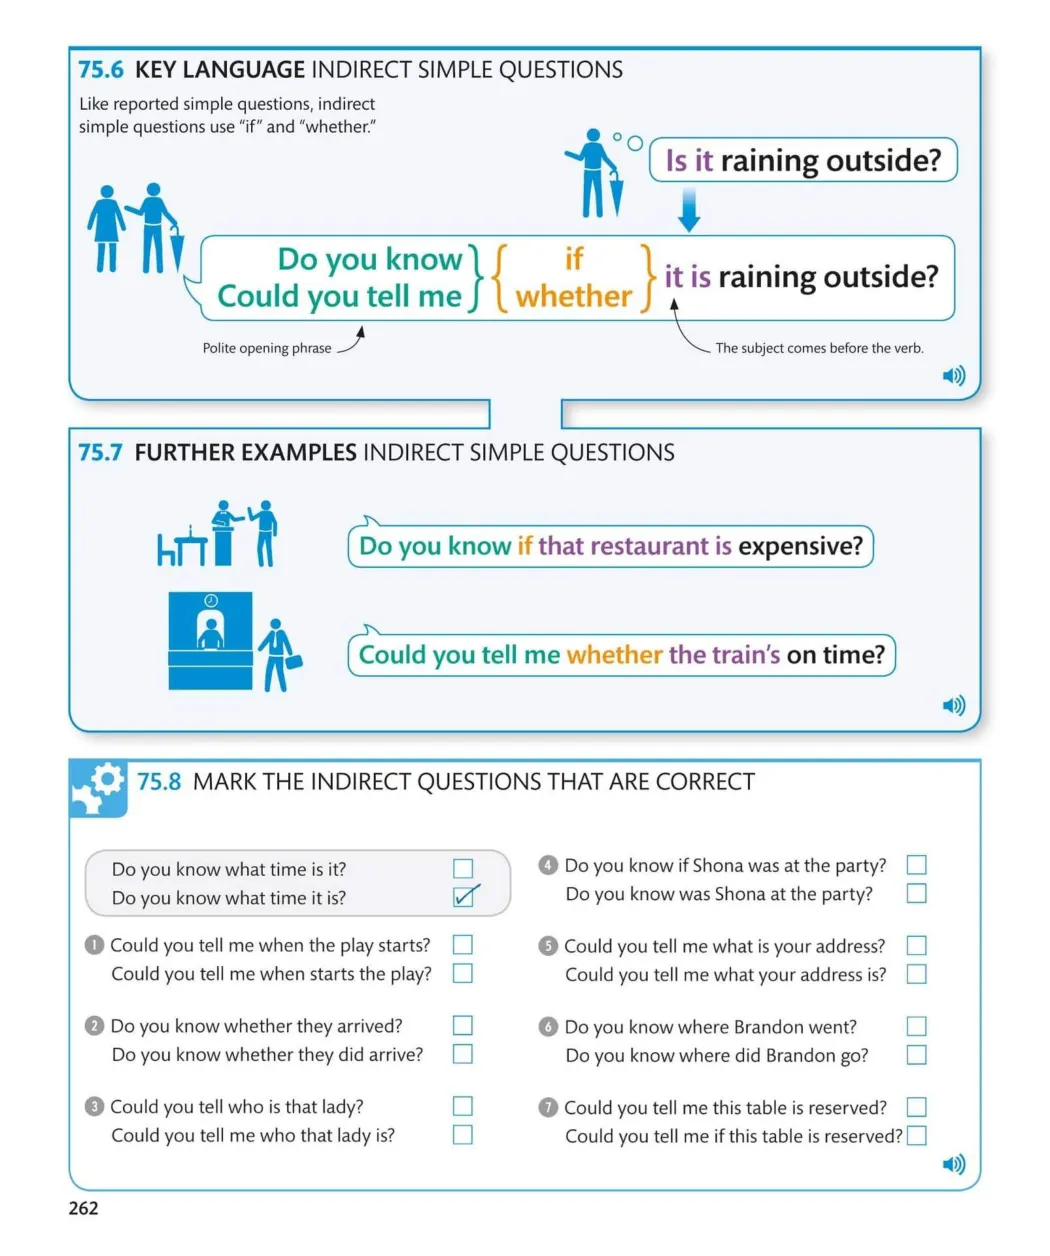 75.6 KEY LANGUAGE INDIRECT SIMPLE QUESTIONS
Like reported simple questions, indirect
simple questions use “if” and “whether.”
Is it raining outside?
Do you know
Could you tell me
if
whether
it is raining outside?
Polite opening phrase
The subject comes before the verb.
75.7 FURTHER EXAMPLES INDIRECT SIMPLE QUESTIONS
Do you know if that restaurant is expensive?
Could you tell me whether the train’s on time?
75.8 MARK THE INDIRECT QUESTIONS THAT ARE CORRECT
Do you know what time is it?
Do you know what time it is?
1 Could you tell me when the play starts?
Could you tell me when starts the play?
2 Do you know whether they arrived?
Do you know whether they did arrive?
3 Could you tell who is that lady?
Could you tell me who that lady is?
4 Do you know if Shona was at the party?
Do you know was Shona at the party?
5 Could you tell me what is your address?
Could you tell me what your address is?
6 Do you know where Brandon went?
Do you know where did Brandon go?
7 Could you tell me this table is reserved?
Could you tell me if this table is reserved?
262